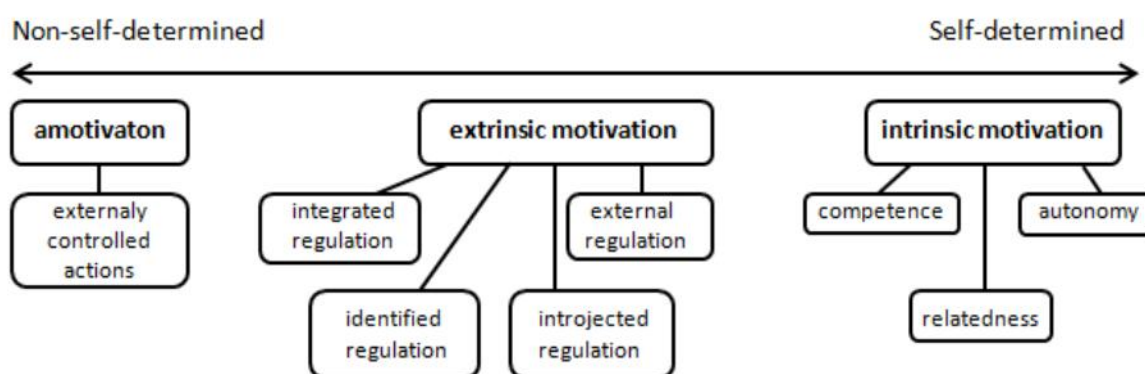 Non-self-determined
Self-determined
amotivaton
extrinsic motivation
intrinsic motivation
externaly
controlled
actions
integrated
regulation
external
regulation
competence
autonomy
identified
regulation
introjected
regulation
relatedness